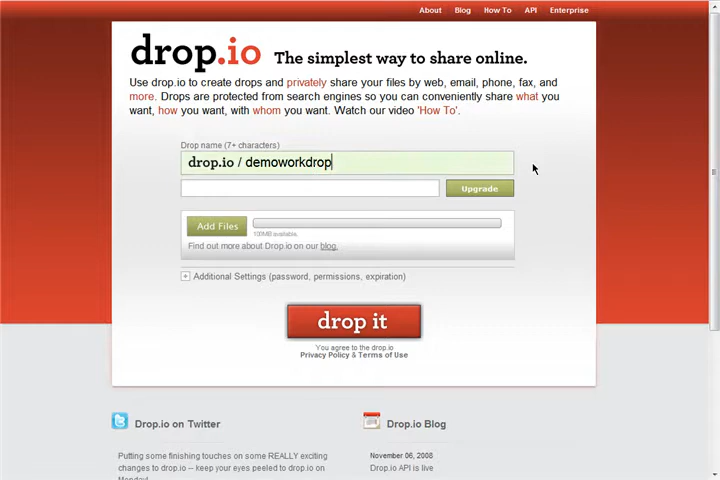 About Blog How To API Enterprise
drop.io The simplest way to share online.
Use drop.io to create drops and privately share your files by web, email, phone, fax, and
more. Drops are protected from search engines so you can conveniently share what you
want, how you want, with whom you want. Watch our video 'How To'.
Drop name (7+ characters)
drop.io / demoworkdrop
Upgrade
Add Files
100MB available.
Find out more about Drop.io on our blog.
+ Additional Settings (password, permissions, expiration)
drop it
You agree to the drop.io
Privacy Policy & Terms of Use
Drop.io on Twitter
Drop.io Blog
Putting some finishing touches on some REALLY exciting
changes to drop.io -- keep your eyes peeled to drop.io on
Monday!
November 06, 2008
Drop.io API is live